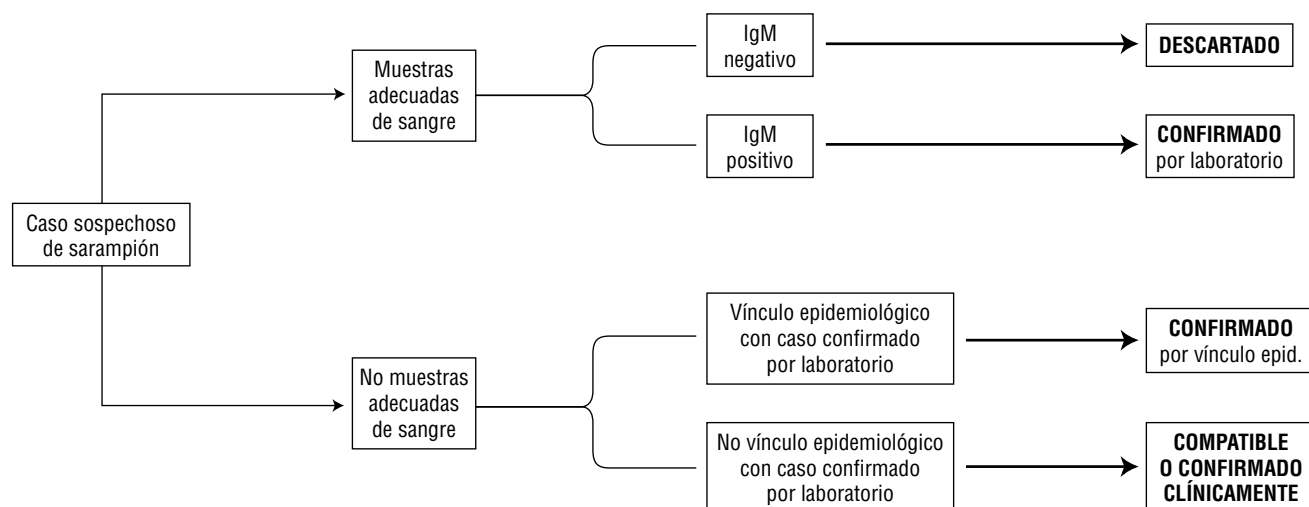 Caso sospechoso
de sarampión
Muestras
adecuadas
de sangre
IgM
negativo
DESCARTADO
IgM
positivo
CONFIRMADO
por laboratorio
No muestras
adecuadas
de sangre
Vínculo epidemiológico
con caso confirmado
por laboratorio
CONFIRMADO
por vínculo epid.
No vínculo epidemiológico
con caso confirmado
por laboratorio
COMPATIBLE
O CONFIRMADO
CLÍNICAMENTE